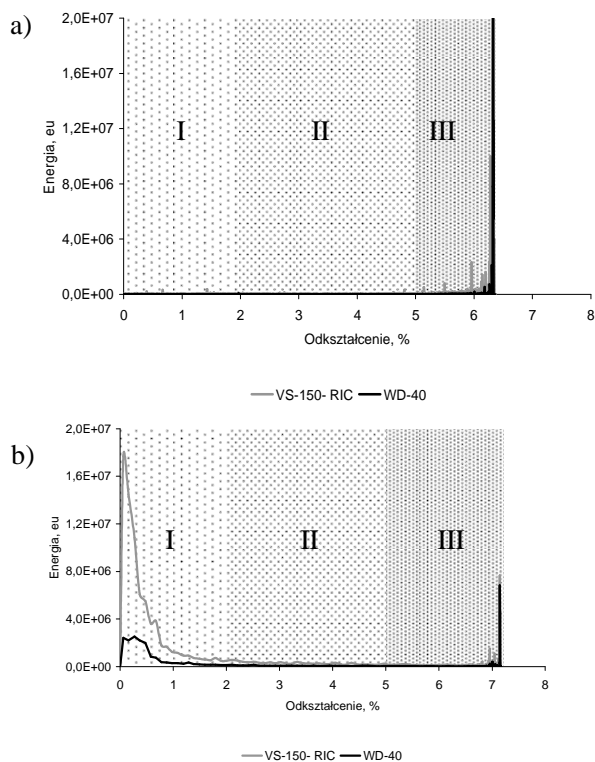 a)
2,0E+07
1,6E+07
1,2E+07
8,0E+06
4,0E+06
0,0E+00
Energia, eu
I II III
0 1 2 3 4 5 6 7 8
Odkształcenie, %
VS-150- RIC WD-40
b)
2,0E+07
1,6E+07
1,2E+07
8,0E+06
4,0E+06
0,0E+00
Energia, eu
I II III
0 1 2 3 4 5 6 7 8
Odkształcenie, %
VS-150- RIC WD-40